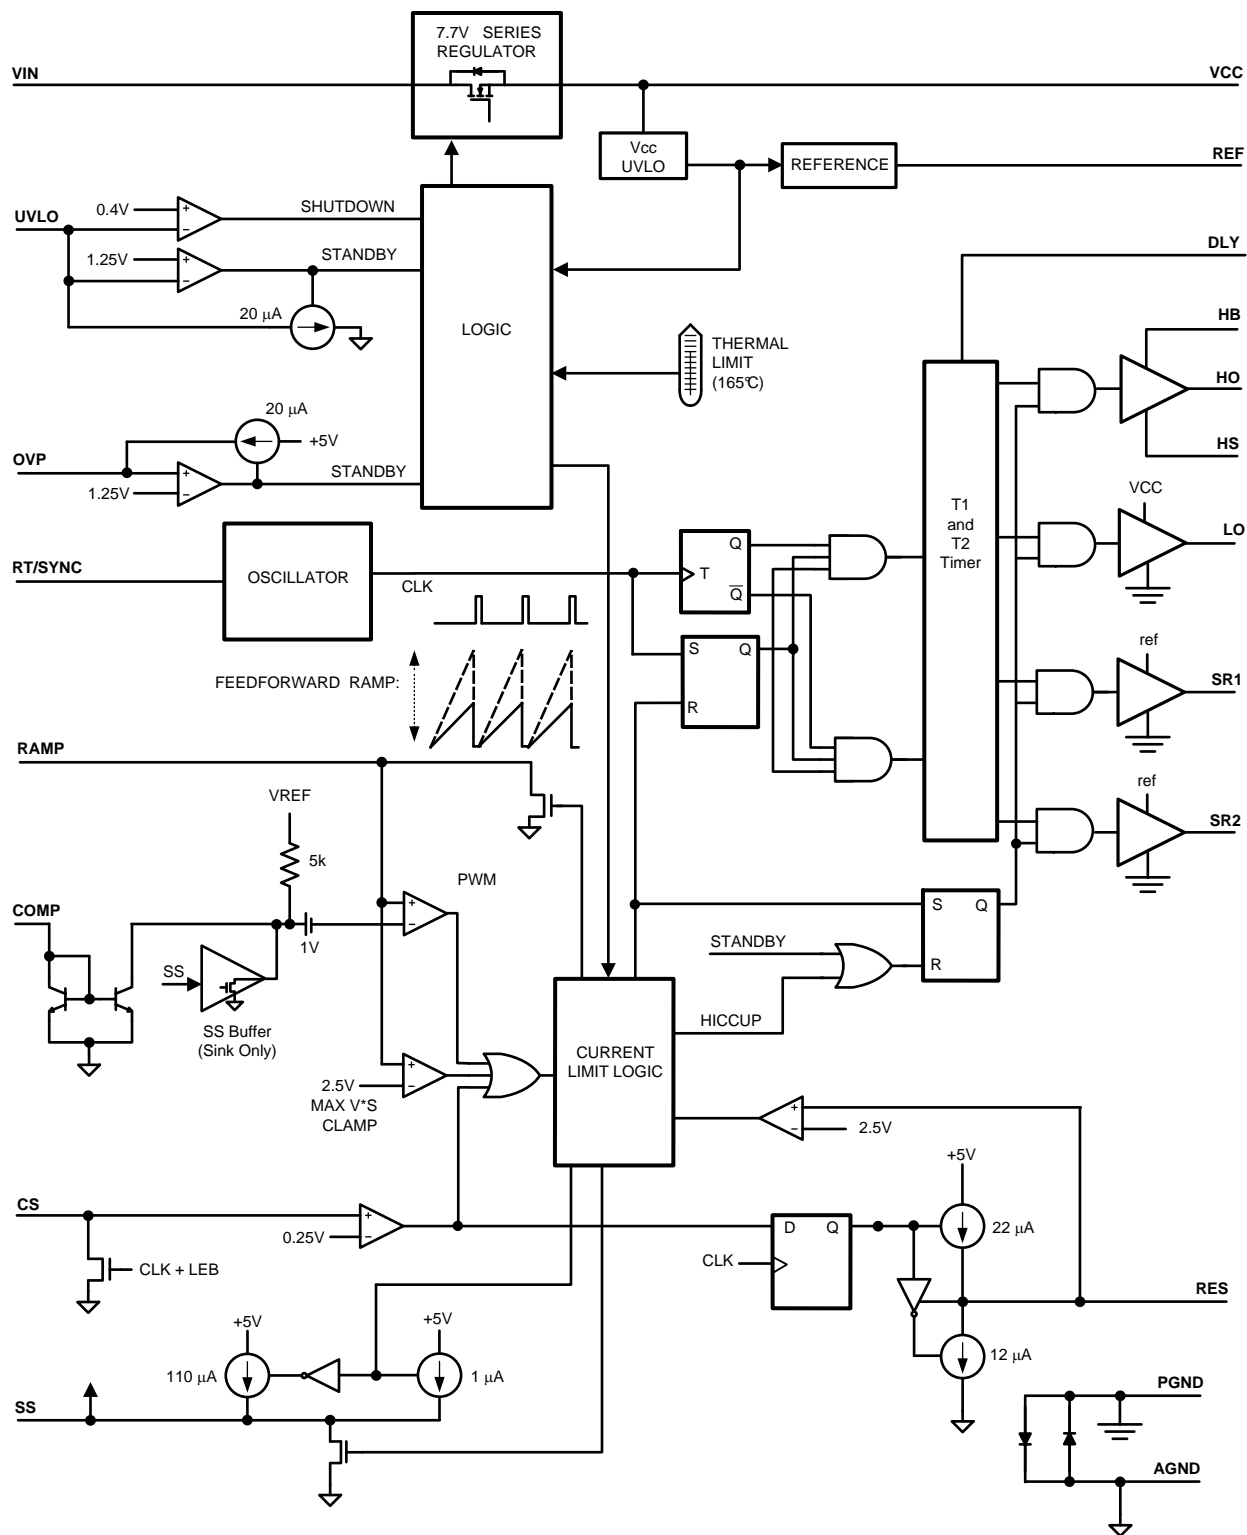 7.7V SERIES
REGULATOR
VIN
VCC
Vcc
UVLO
REFERENCE
REF
0.4V
+
−
SHUTDOWN
UVLO
1.25V
+
−
STANDBY
20 µA
LOGIC
THERMAL
LIMIT
(165°C)
DLY
HB
HO
HS
20 µA
+5V
OVP
+
−
1.25V
STANDBY
T1
and
T2
Timer
VCC
LO
RT/SYNC
OSCILLATOR
CLK
Q
T
Q
S
Q
R
FEEDFORWARD RAMP:
ref
SR1
RAMP
VREF
5k
ref
SR2
PWM
+
−
COMP
1V
SS
SS Buffer
(Sink Only)
S
Q
R
STANDBY
HICCUP
CURRENT
LIMIT LOGIC
+
−
2.5V
MAX V*S
CLAMP
+
−
2.5V
+5V
CS
+
−
0.25V
D
Q
22 µA
CLK
CLK + LEB
RES
+5V
+5V
12 µA
110 µA
1 µA
SS
PGND
AGND